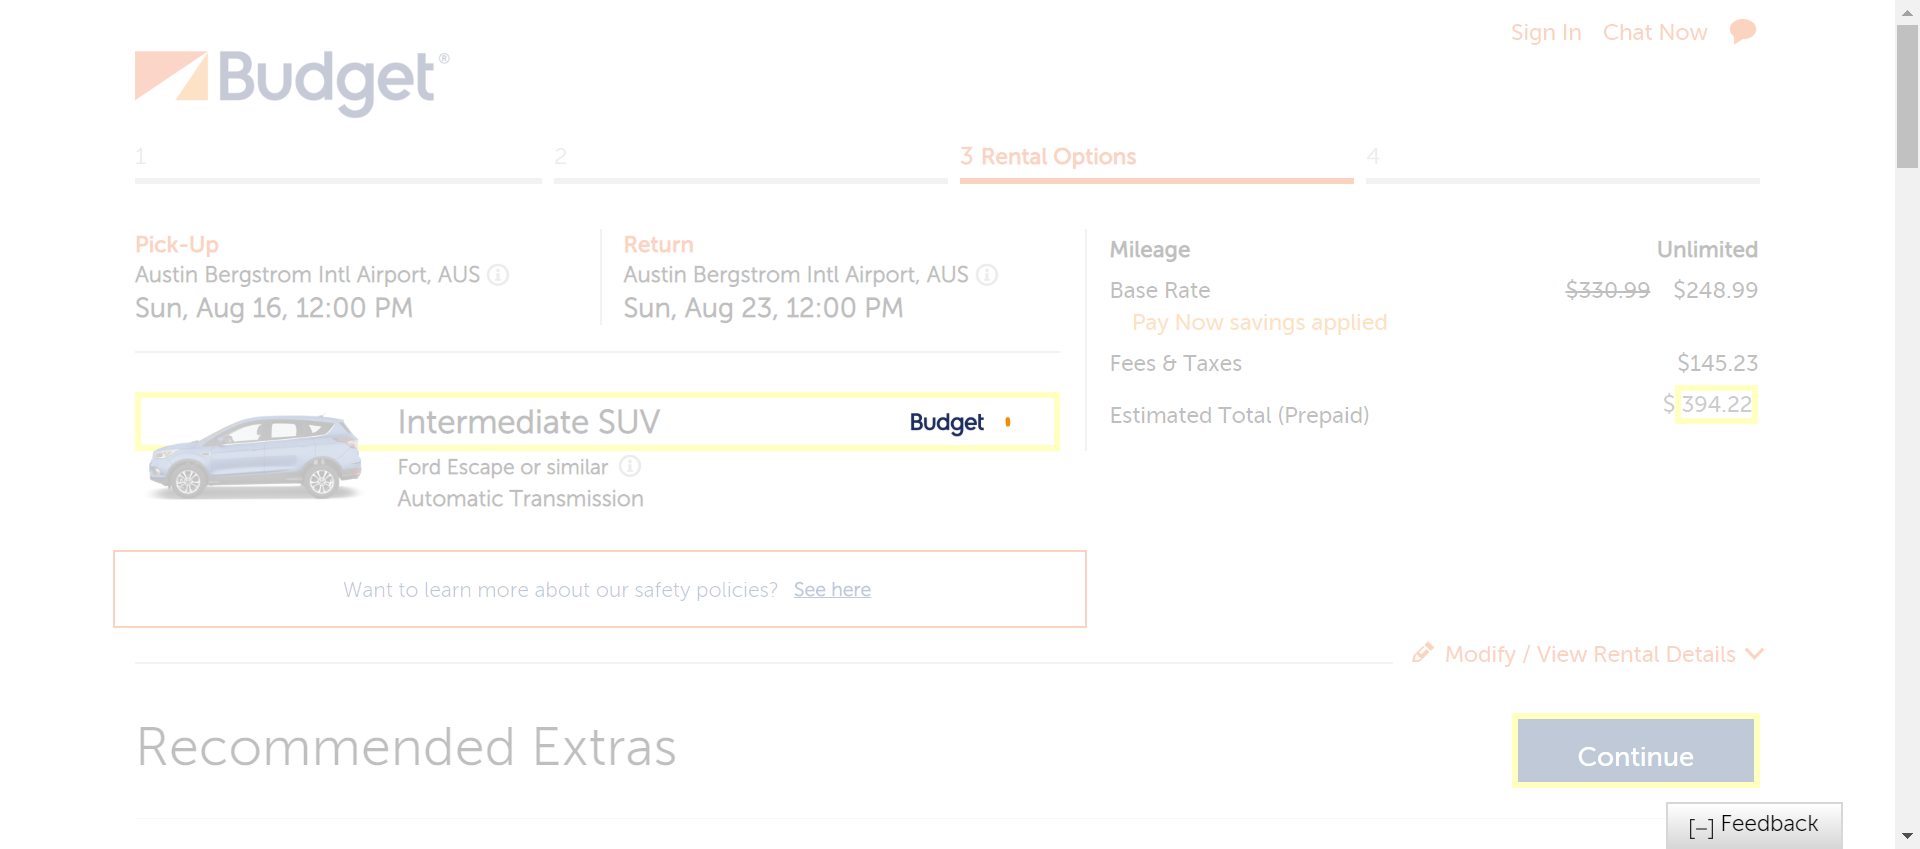 Sign In Chat Now
Budget®
1 2 3 Rental Options 4
Pick-Up
Austin Bergstrom Intl Airport, AUS
Sun, Aug 16, 12:00 PM
Return
Austin Bergstrom Intl Airport, AUS
Sun, Aug 23, 12:00 PM
Mileage Unlimited
Base Rate $330.99 $248.99
Pay Now savings applied
Fees & Taxes $145.23
Estimated Total (Prepaid) $394.22
Intermediate SUV Budget
Ford Escape or similar
Automatic Transmission
Want to learn more about our safety policies? See here
Modify / View Rental Details
Recommended Extras
Continue
[–] Feedback